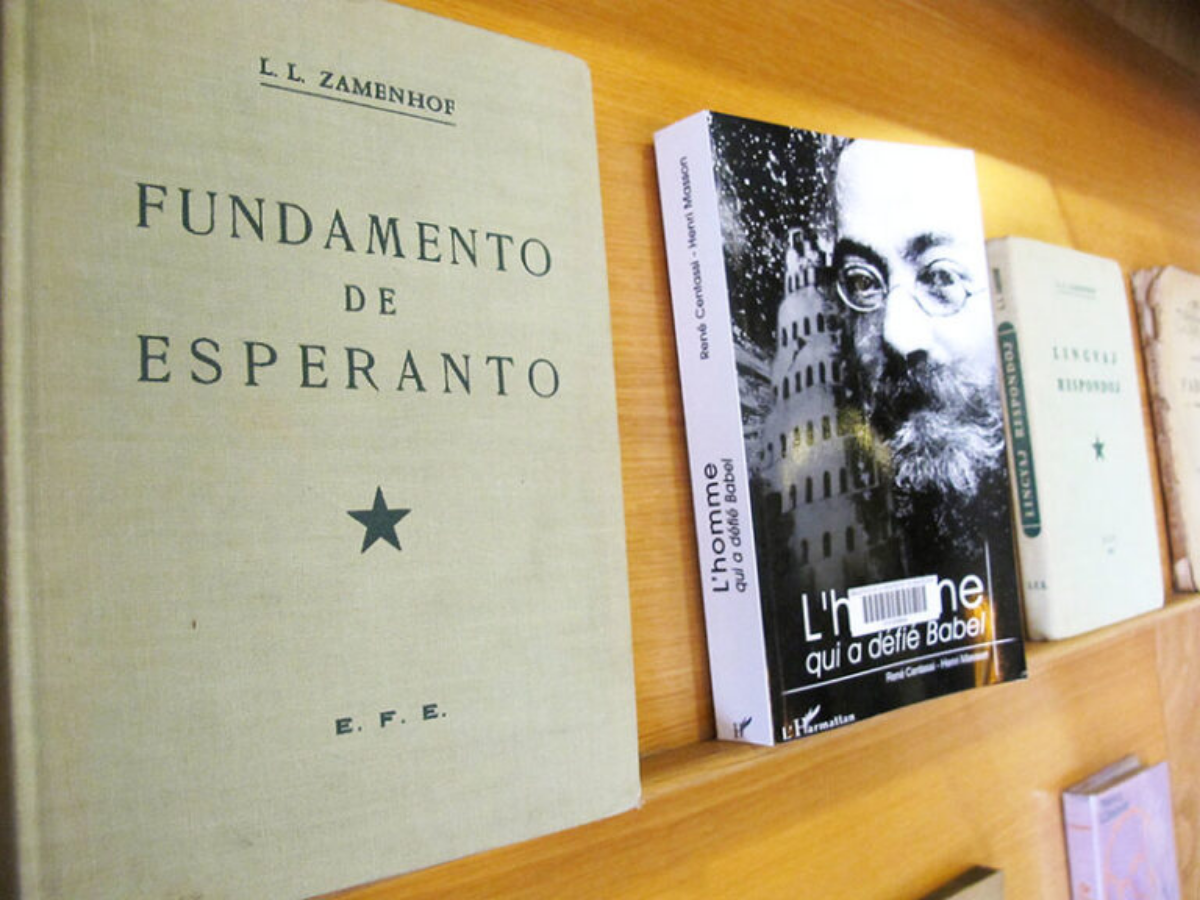 L. L. ZAMENHOF
FUNDAMENTO
DE
ESPERANTO
E. F. E.
René Centassi - Henri Masson
L'homme
qui a défié Babel
L'h ne
qui a défié Babel
René Centassi - Henri Masson
L'Harmattan
LINGVAJ RESPONDOJ
L. L. ZAMENHOF
LINGVAJ
RESPONDOJ